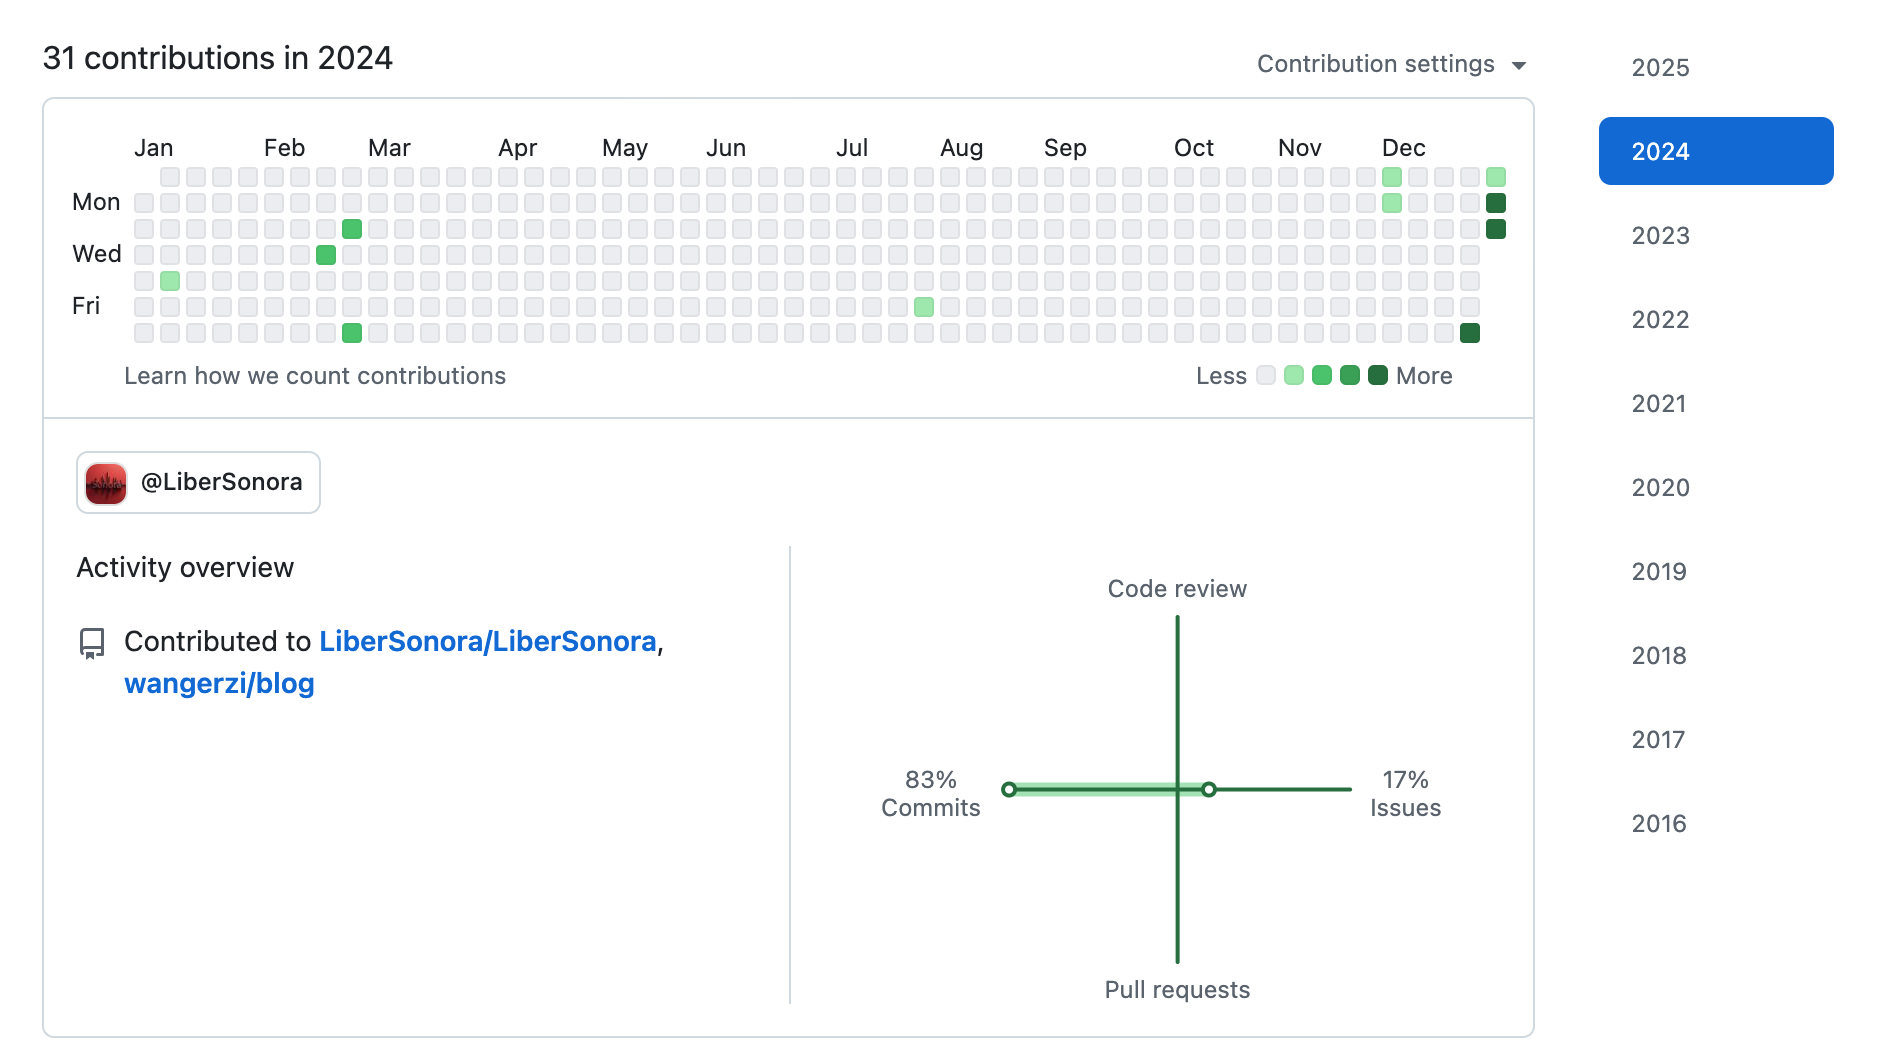 31 contributions in 2024
Contribution settings
2025
2024
2023
2022
2021
2020
2019
2018
2017
2016
Jan Feb Mar Apr May Jun Jul Aug Sep Oct Nov Dec
Mon
Wed
Fri
Learn how we count contributions
Less More
@LiberSonora
Activity overview
Contributed to LiberSonora/LiberSonora,
wangerzi/blog
Code review
83%
Commits
17%
Issues
Pull requests